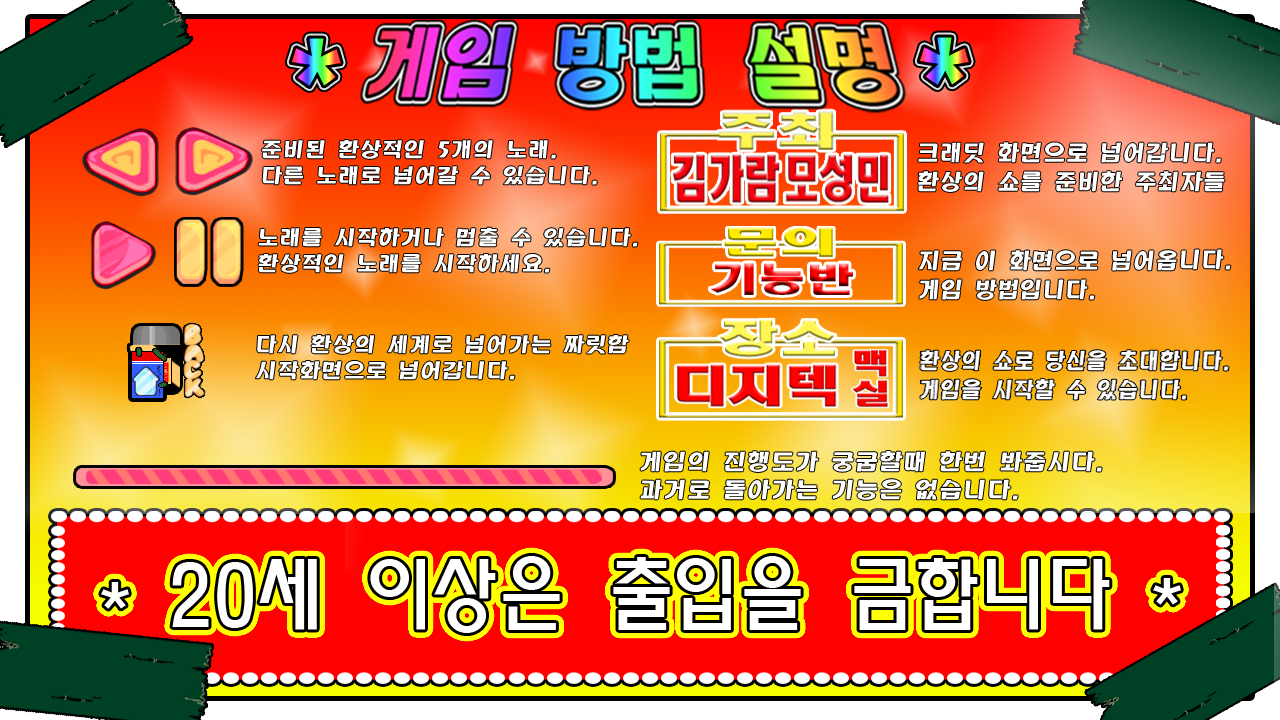 * 게임 방법 설명 *
준비된 환상적인 5개의 노래.
다른 노래로 넘어갈 수 있습니다.
노래를 시작하거나 멈출 수 있습니다.
환상적인 노래를 시작하세요.
BACK
다시 환상의 세계로 넘어가는 짜릿함
시작화면으로 넘어갑니다.
주최
김가람모성민
크래딧 화면으로 넘어갑니다.
환상의 쇼를 준비한 주최자들
문의
기능반
지금 이 화면으로 넘어옵니다.
게임 방법입니다.
장소
디지텍 맥실
환상의 쇼로 당신을 초대합니다.
게임을 시작할 수 있습니다.
게임의 진행도가 궁굼할때 한번 봐줍시다.
과거로 돌아가는 기능은 없습니다.
* 20세 이상은 출입을 금합니다 *